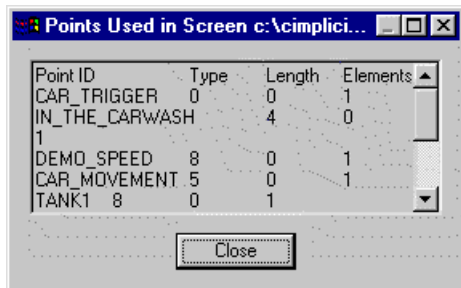 Points Used in Screen c:\cimplici...
Point ID Type Length Elements
CAR_TRIGGER 0 0 1
IN_THE_CARWASH 4 0
1
DEMO_SPEED 8 0 1
CAR_MOVEMENT 5 0 1
TANK1 8 0 1
Close